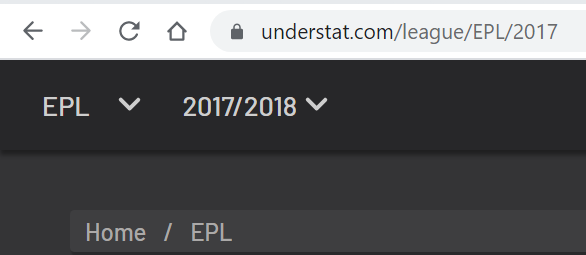 understat.com/league/EPL/2017
EPL 2017/2018
Home / EPL